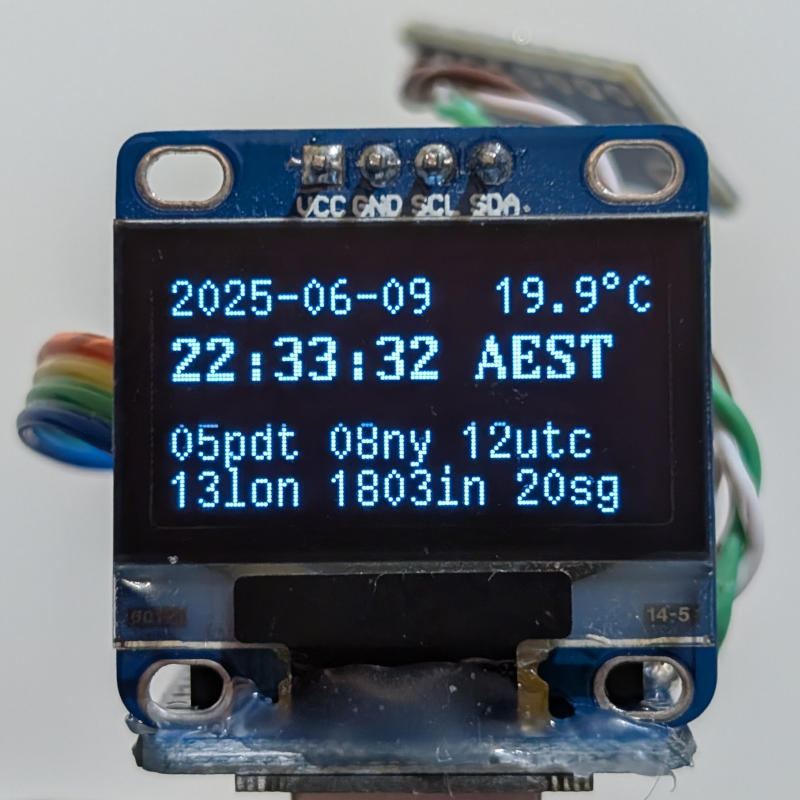 VCC GND SCL SDA
2025-06-09 19.9°C
22:33:32 AEST
05pdt 08ny 12utc
13lon 1803in 20sg
14-5